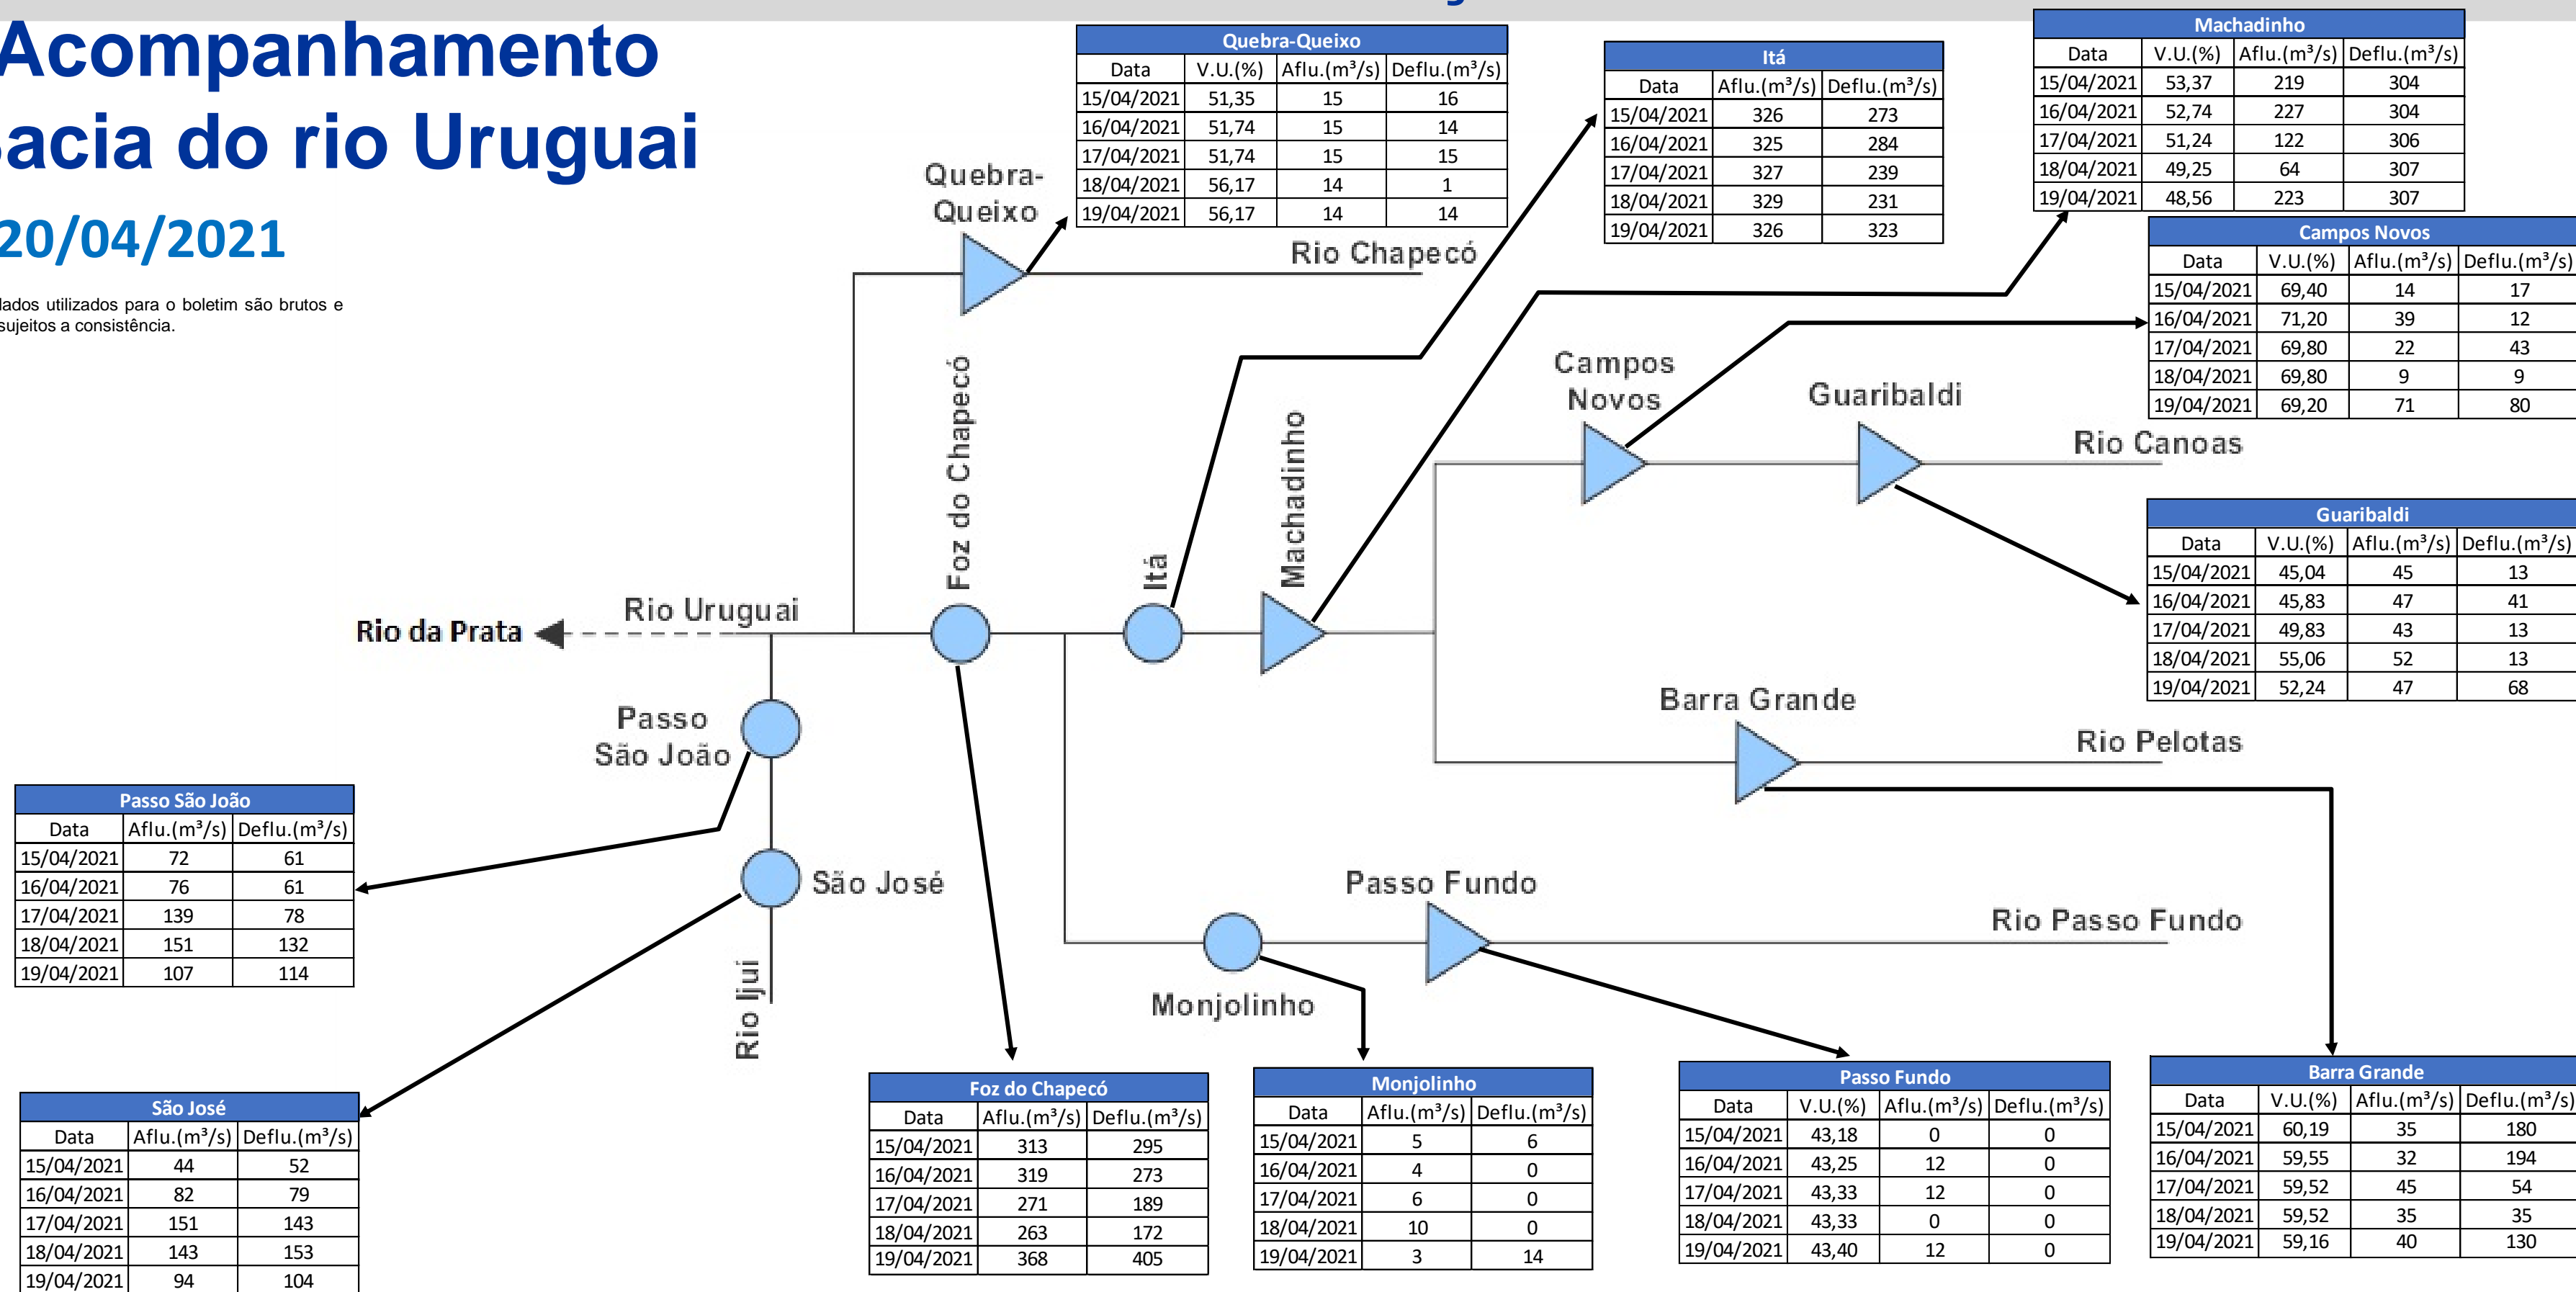 Acompanhamento
acia do rio Uruguai
20/04/2021
dados utilizados para o boletim são brutos e
sujeitos a consistência.
Quebra-Queixo
Data V.U.(%) Aflu.(m³/s) Deflu.(m³/s)
15/04/2021 51,35 15 16
16/04/2021 51,74 15 14
17/04/2021 51,74 15 15
18/04/2021 56,17 14 1
19/04/2021 56,17 14 14
Itá
Data Aflu.(m³/s) Deflu.(m³/s)
15/04/2021 326 273
16/04/2021 325 284
17/04/2021 327 239
18/04/2021 329 231
19/04/2021 326 323
Machadinho
Data V.U.(%) Aflu.(m³/s) Deflu.(m³/s)
15/04/2021 53,37 219 304
16/04/2021 52,74 227 304
17/04/2021 51,24 122 306
18/04/2021 49,25 64 307
19/04/2021 48,56 223 307
Campos Novos
Data V.U.(%) Aflu.(m³/s) Deflu.(m³/s)
15/04/2021 69,40 14 17
16/04/2021 71,20 39 12
17/04/2021 69,80 22 43
18/04/2021 69,80 9 9
19/04/2021 69,20 71 80
Quebra-
Queixo
Rio Chapecó
Foz do Chapecó
Itá
Machadinho
Campos
Novos
Guaribaldi
Rio Canoas
Guaribaldi
Data V.U.(%) Aflu.(m³/s) Deflu.(m³/s)
15/04/2021 45,04 45 13
16/04/2021 45,83 47 41
17/04/2021 49,83 43 13
18/04/2021 55,06 52 13
19/04/2021 52,24 47 68
Rio da Prata
Rio Uruguai
Passo
São João
São José
Rio Ijuí
Barra Grande
Rio Pelotas
Passo Fundo
Rio Passo Fundo
Monjolinho
Passo São João
Data Aflu.(m³/s) Deflu.(m³/s)
15/04/2021 72 61
16/04/2021 76 61
17/04/2021 139 78
18/04/2021 151 132
19/04/2021 107 114
São José
Data Aflu.(m³/s) Deflu.(m³/s)
15/04/2021 44 52
16/04/2021 82 79
17/04/2021 151 143
18/04/2021 143 153
19/04/2021 94 104
Foz do Chapecó
Data Aflu.(m³/s) Deflu.(m³/s)
15/04/2021 313 295
16/04/2021 319 273
17/04/2021 271 189
18/04/2021 263 172
19/04/2021 368 405
Monjolinho
Data Aflu.(m³/s) Deflu.(m³/s)
15/04/2021 5 6
16/04/2021 4 0
17/04/2021 6 0
18/04/2021 10 0
19/04/2021 3 14
Passo Fundo
Data V.U.(%) Aflu.(m³/s) Deflu.(m³/s)
15/04/2021 43,18 0 0
16/04/2021 43,25 12 0
17/04/2021 43,33 12 0
18/04/2021 43,33 0 0
19/04/2021 43,40 12 0
Barra Grande
Data V.U.(%) Aflu.(m³/s) Deflu.(m³/s)
15/04/2021 60,19 35 180
16/04/2021 59,55 32 194
17/04/2021 59,52 45 54
18/04/2021 59,52 35 35
19/04/2021 59,16 40 130